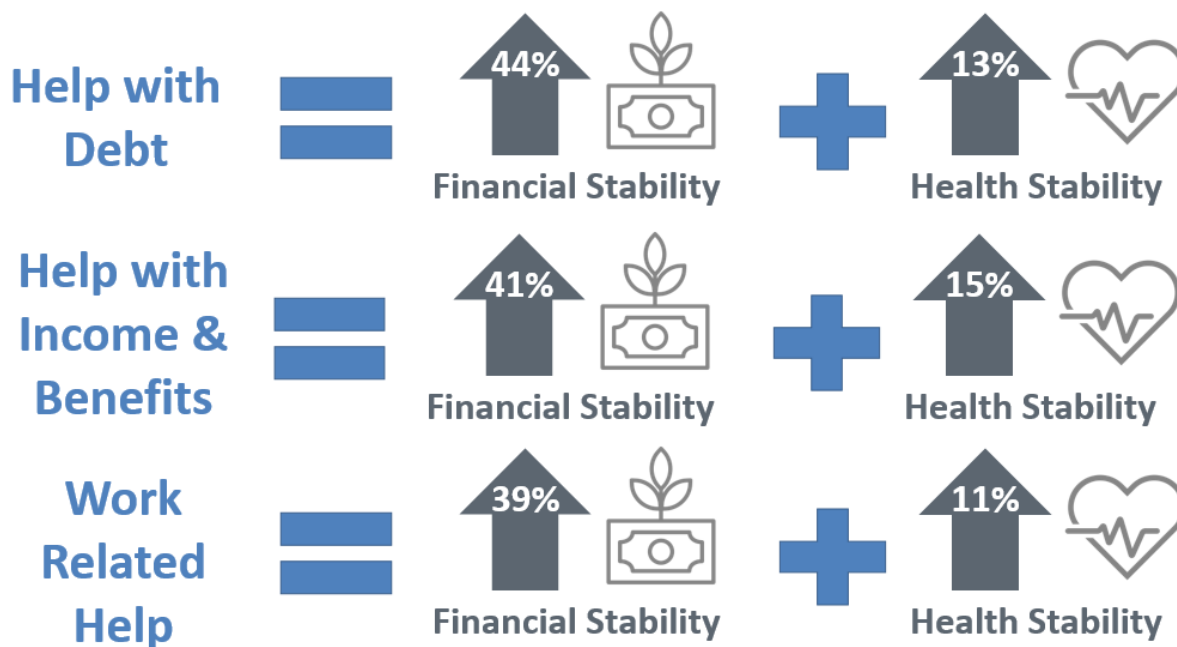 Help with
Debt
44%
Financial Stability
13%
Health Stability
Help with
Income &
Benefits
41%
Financial Stability
15%
Health Stability
Work
Related
Help
39%
Financial Stability
11%
Health Stability